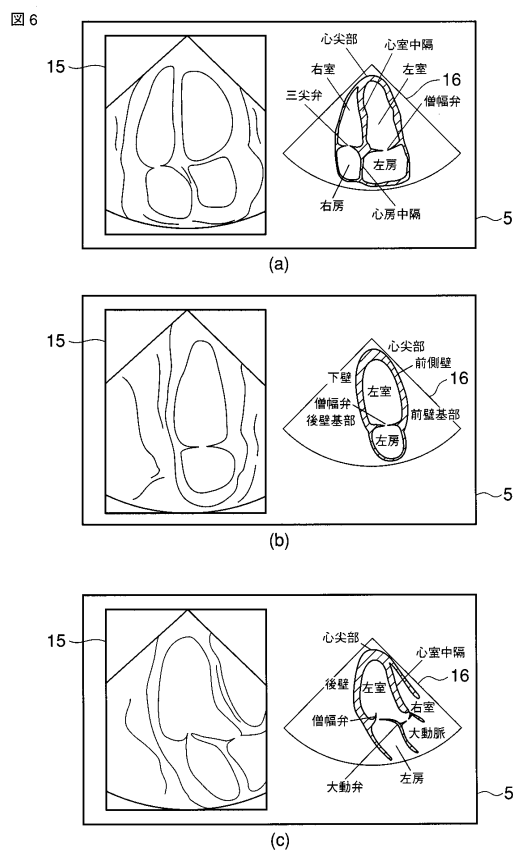 図6
15
心尖部
心室中隔
右室
左室
16
三尖弁
僧幅弁
左房
右房
心房中隔
5
(a)
15
心尖部
前側壁
下壁
16
左室
僧幅弁
後壁基部
前壁基部
左房
5
(b)
15
心尖部
心室中隔
後壁
16
左室
右室
僧幅弁
大動脈
大動弁
左房
5
(c)